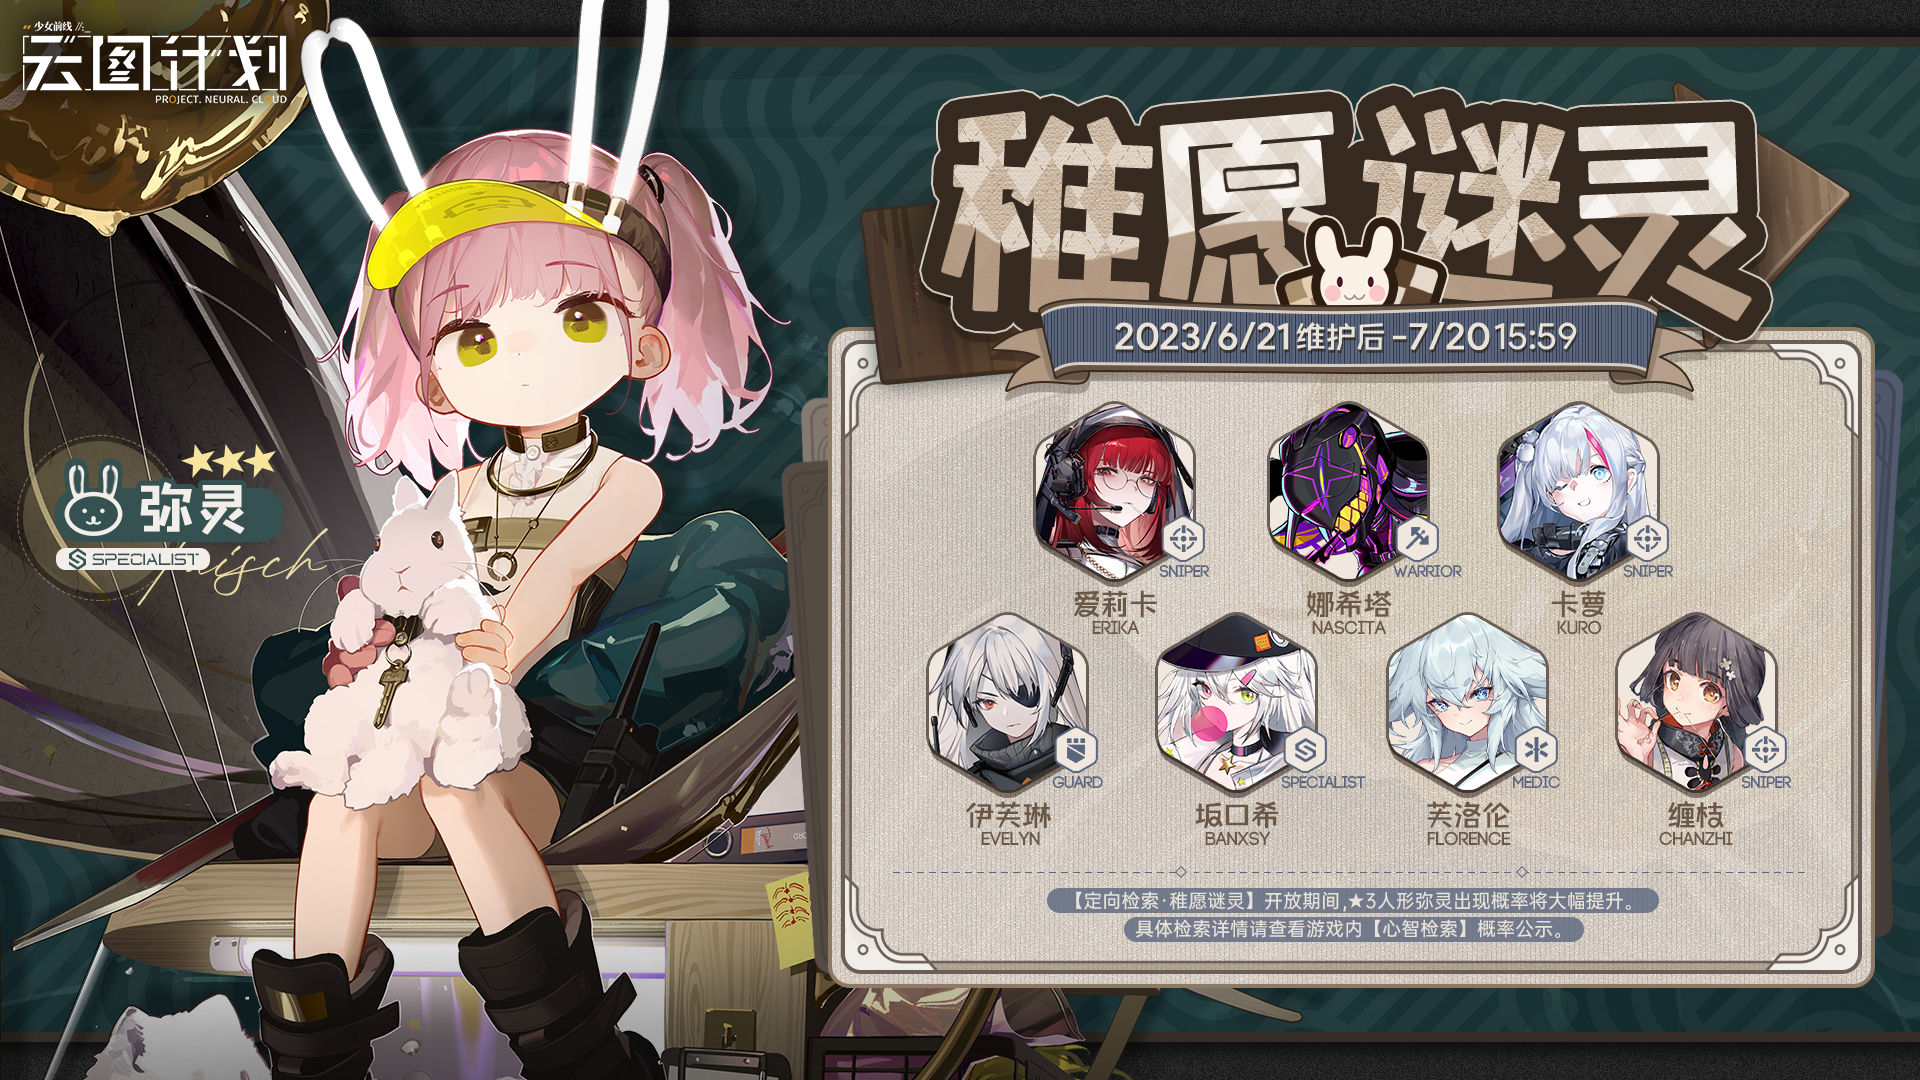 少女前线
云图计划
PROJECT. NEURAL. CLOUD
稚愿谜灵
2023/6/21维护后 -7/20 15:59
弥灵
SPECIALIST
SNIPER
爱莉卡
ERIKA
WARRIOR
娜希塔
NASCITA
SNIPER
卡萝
KURO
GUARD
伊芙琳
EVELYN
SPECIALIST
坂口希
BANXSY
MEDIC
芙洛伦
FLORENCE
SNIPER
缠枝
CHANZHI
【定向检索·稚愿谜灵】开放期间,★3人形弥灵出现概率将大幅提升。
具体检索详情请查看游戏内【心智检索】概率公示。